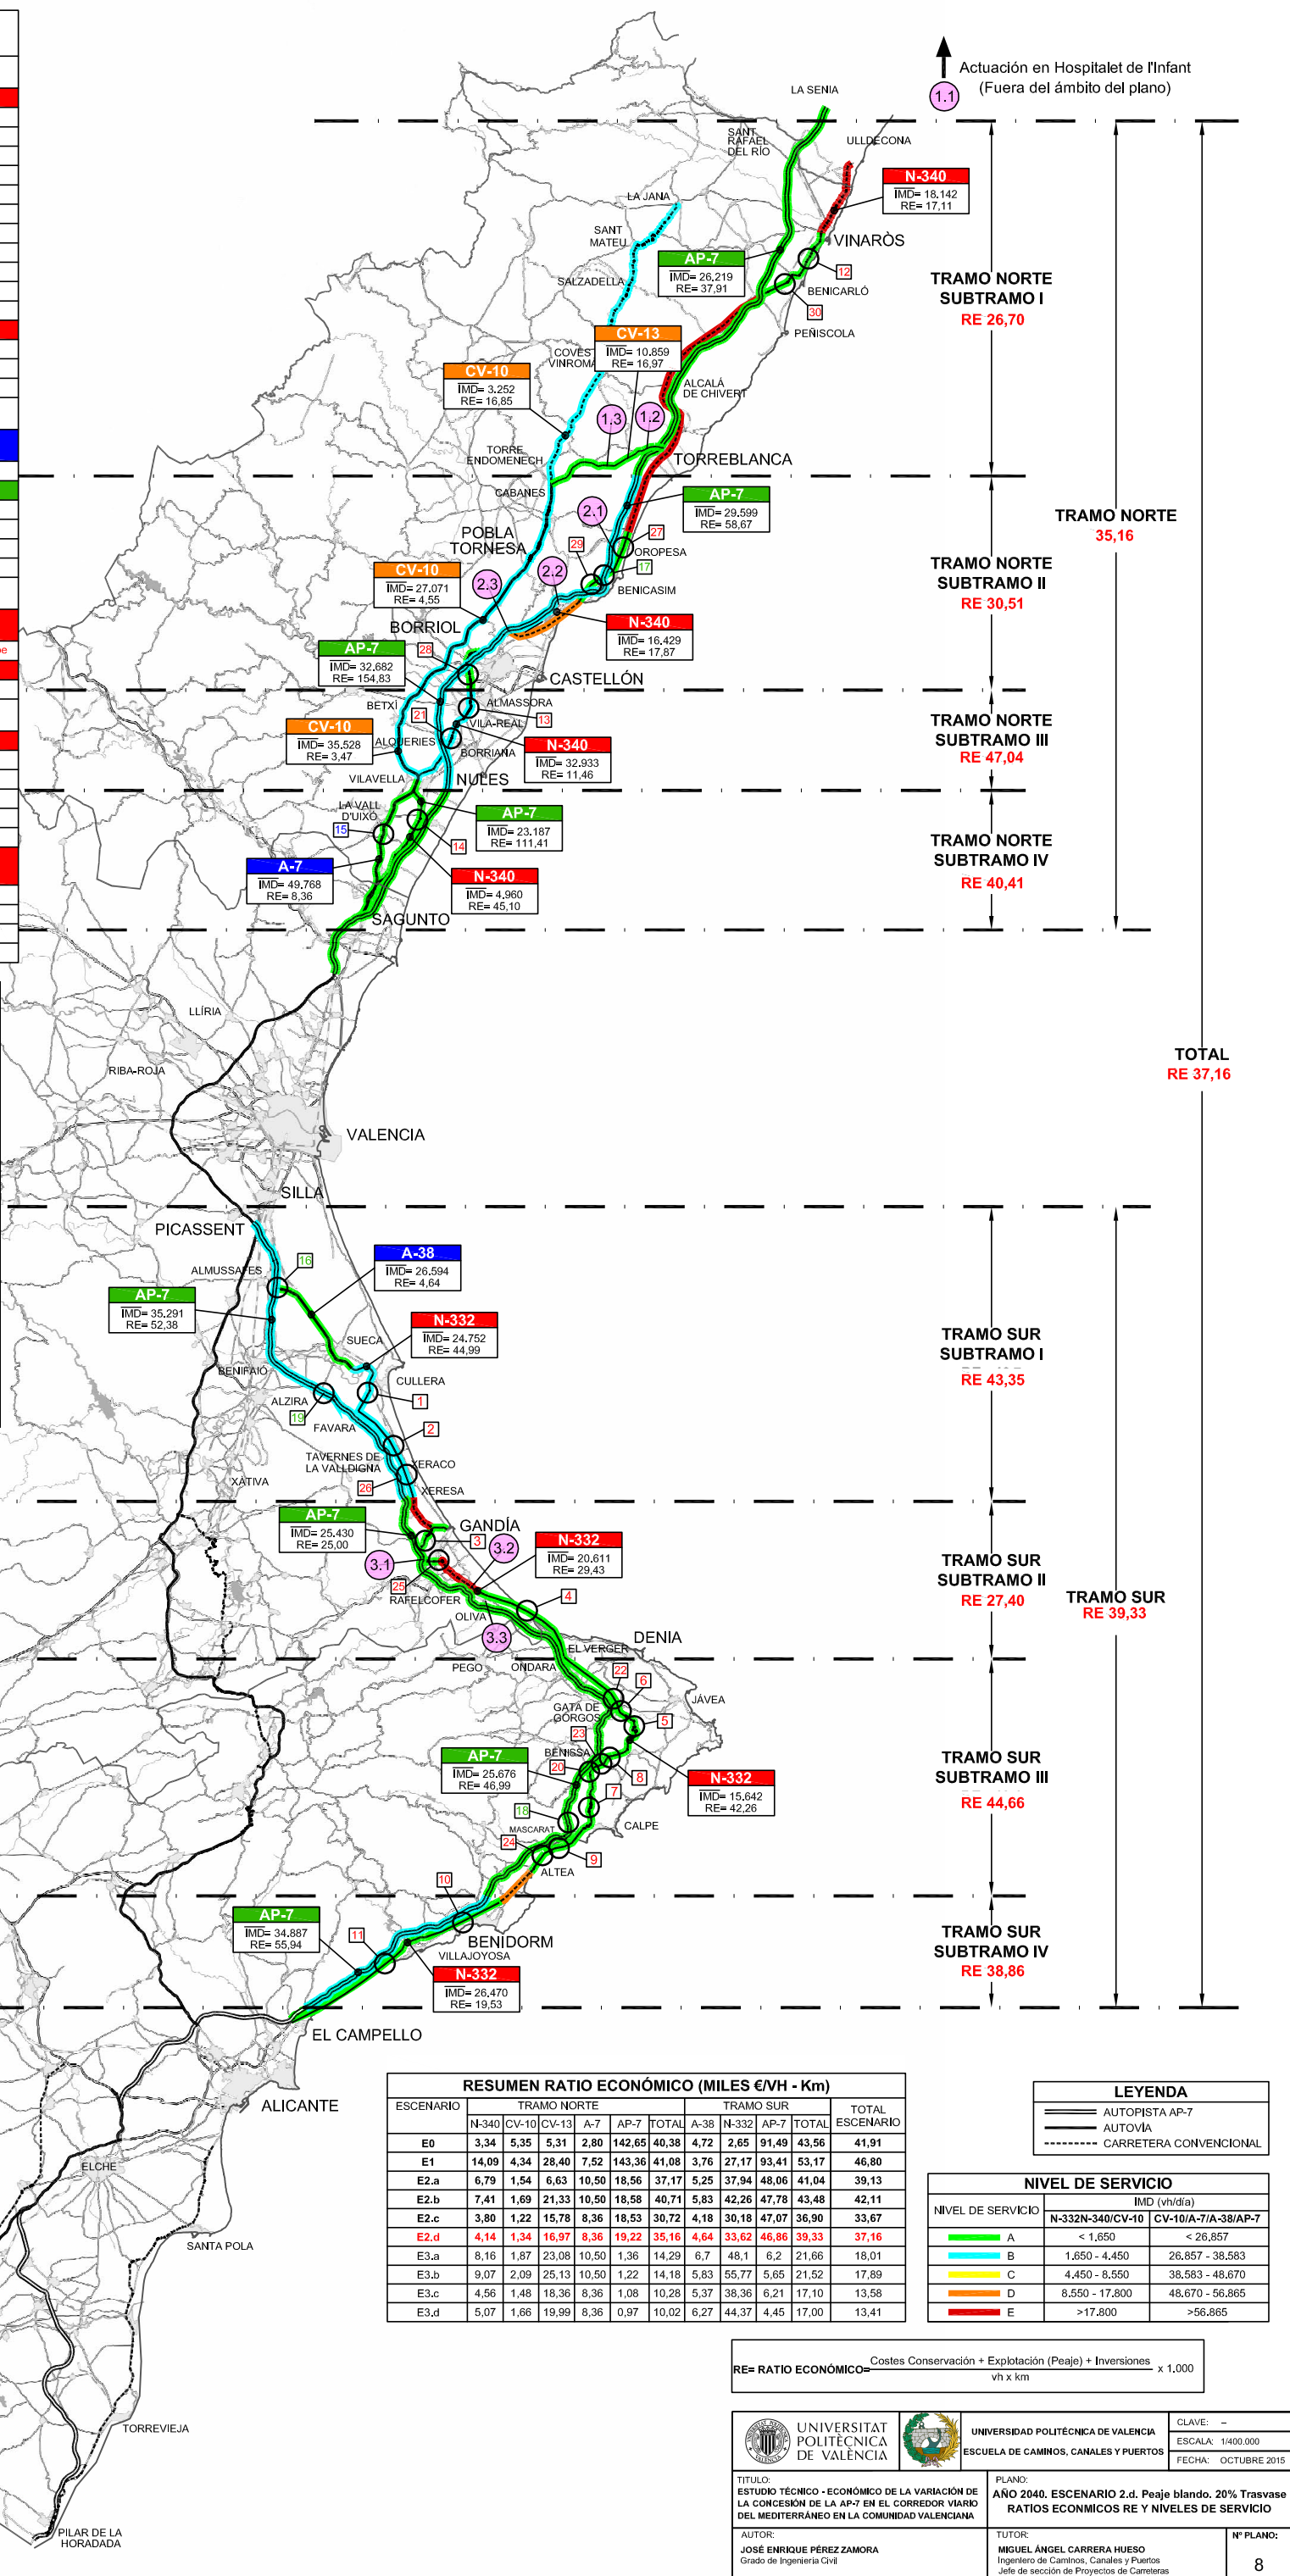 Actuación en Hospitalet de l'Infant
(Fuera del ámbito del plano)
1.1
LA SENIA
SANT
RAFAEL
DEL RÍO
ULLDECONA
N-340
IMD= 18.142
RE= 17,11
LA JANA
SANT
MATEU
VINARÒS
AP-7
IMD= 26,219
RE= 37,91
12
SALZADELLA
BENICARLÓ
30
PEÑISCOLA
TRAMO NORTE
SUBTRAMO I
RE 26,70
CV-13
IMD= 10.859
RE= 16,97
COVES
VINROMA
CV-10
IMD= 3.252
RE= 16,85
ALCALÁ
DE CHIVERT
1.3
1.2
TORRE
ENDOMENECH
TORREBLANCA
CABANES
AP-7
IMD= 29.599
RE= 58,67
2.1
TRAMO NORTE
35,16
POBLA
TORNESA
27
29
OROPESA
17
2.2
2.3
BENICASIM
CV-10
IMD= 27.071
RE= 4,55
TRAMO NORTE
SUBTRAMO II
RE 30,51
BORRIOL
N-340
IMD= 16.429
RE= 17,87
AP-7
IMD= 32.682
RE= 154,83
28
CASTELLÓN
BETXÍ
ALMASSORA
21
13
VILA-REAL
CV-10
IMD= 35.528
RE= 3,47
ALQUERIES
BORRIANA
N-340
IMD= 32.933
RE= 11,46
TRAMO NORTE
SUBTRAMO III
RE 47,04
VILAVELLA
NULES
LA VALL
D'UIXÓ
15
AP-7
IMD= 23.187
RE= 111,41
14
TRAMO NORTE
SUBTRAMO IV
RE 40,41
A-7
IMD= 49.768
RE= 8,36
N-340
IMD= 4.960
RE= 45,10
SAGUNTO
LLÍRIA
RIBA-ROJA
TOTAL
RE 37,16
VALENCIA
SILLA
PICASSENT
ALMUSSAFES
16
A-38
IMD= 26.594
RE= 4,64
AP-7
IMD= 35.291
RE= 52,38
N-332
IMD= 24.752
RE= 44,99
SUECA
BENIFAIÓ
CULLERA
TRAMO SUR
SUBTRAMO I
RE 43,35
ALZIRA
1
19
FAVARA
2
TAVERNES DE
LA VALLDIGNA
XERACO
XÀTIVA
26
XERESA
AP-7
IMD= 25.430
RE= 25,00
GANDÍA
3
3.2
N-332
IMD= 20.611
RE= 29,43
3.1
25
RAFELCOFER
4
OLIVA
3.3
TRAMO SUR
SUBTRAMO II
RE 27,40
TRAMO SUR
RE 39,33
DENIA
EL VERGER
PEGO
ONDARA
22
6
JÁVEA
GATA DE
GORGOS
5
23
BENISSA
AP-7
IMD= 25.676
RE= 46,99
20
8
N-332
IMD= 15.642
RE= 42,26
7
18
TRAMO SUR
SUBTRAMO III
RE 44,66
MASCARAT
CALPE
24
9
ALTEA
10
AP-7
IMD= 34.887
RE= 55,94
11
BENIDORM
VILLAJOYOSA
N-332
IMD= 26,470
RE= 19,53
TRAMO SUR
SUBTRAMO IV
RE 38,86
EL CAMPELLO
ALICANTE
ELCHE
SANTA POLA
TORREVIEJA
PILAR DE LA
HORADADA
RESUMEN RATIO ECONÓMICO (MILES €/VH - Km)
ESCENARIO TRAMO NORTE TRAMO SUR TOTAL ESCENARIO
N-340 CV-10 CV-13 A-7 AP-7 TOTAL A-38 N-332 AP-7 TOTAL
E0 3,34 5,35 5,31 2,80 142,65 40,38 4,72 2,65 91,49 43,56 41,91
E1 14,09 4,34 28,40 7,52 143,36 41,08 3,76 27,17 93,41 53,17 46,80
E2.a 6,79 1,54 6,63 10,50 18,56 37,17 5,25 37,94 48,06 41,04 39,13
E2.b 7,41 1,69 21,33 10,50 18,58 40,71 5,83 42,26 47,78 43,48 42,11
E2.c 3,80 1,22 15,78 8,36 18,53 30,72 4,18 30,18 47,07 36,90 33,67
E2.d 4,14 1,34 16,97 8,36 19,22 35,16 4,64 33,62 46,86 39,33 37,16
E3.a 8,16 1,87 23,08 10,50 1,36 14,29 6,7 48,1 6,2 21,66 18,01
E3.b 9,07 2,09 25,13 10,50 1,22 14,18 5,83 55,77 5,65 21,52 17,89
E3.c 4,56 1,48 18,36 8,36 1,08 10,28 5,37 38,36 6,21 17,10 13,58
E3.d 5,07 1,66 19,99 8,36 0,97 10,02 6,27 44,37 4,45 17,00 13,41
LEYENDA
AUTOPISTA AP-7
AUTOVÍA
CARRETERA CONVENCIONAL
NIVEL DE SERVICIO
NIVEL DE SERVICIO IMD (vh/día)
N-332N-340/CV-10 CV-10/A-7/A-38/AP-7
A < 1.650 < 26,857
B 1.650 - 4.450 26.857 - 38.583
C 4.450 - 8.550 38.583 - 48.670
D 8.550 - 17.800 48.670 - 56.865
E >17.800 >56.865
RE= RATIO ECONÓMICO= Costes Conservación + Explotación (Peaje) + Inversiones x 1.000
vh x km
UNIVERSITAT
POLITÈCNICA
DE VALÈNCIA
UNIVERSIDAD POLITÉCNICA DE VALENCIA
ESCUELA DE CAMINOS, CANALES Y PUERTOS
CLAVE: –
ESCALA: 1/400.000
FECHA: OCTUBRE 2015
TITULO:
ESTUDIO TÉCNICO - ECONÓMICO DE LA VARIACIÓN DE
LA CONCESIÓN DE LA AP-7 EN EL CORREDOR VIARIO
DEL MEDITERRÁNEO EN LA COMUNIDAD VALENCIANA
PLANO:
AÑO 2040. ESCENARIO 2.d. Peaje blando. 20% Trasvase
RATIOS ECONMICOS RE Y NIVELES DE SERVICIO
AUTOR:
JOSÉ ENRIQUE PÉREZ ZAMORA
Grado de Ingeniería Civil
TUTOR:
MIGUEL ÁNGEL CARRERA HUESO
Ingeniero de Caminos, Canales y Puertos
Jefe de sección de Proyectos de Carreteras
Nº PLANO:
8